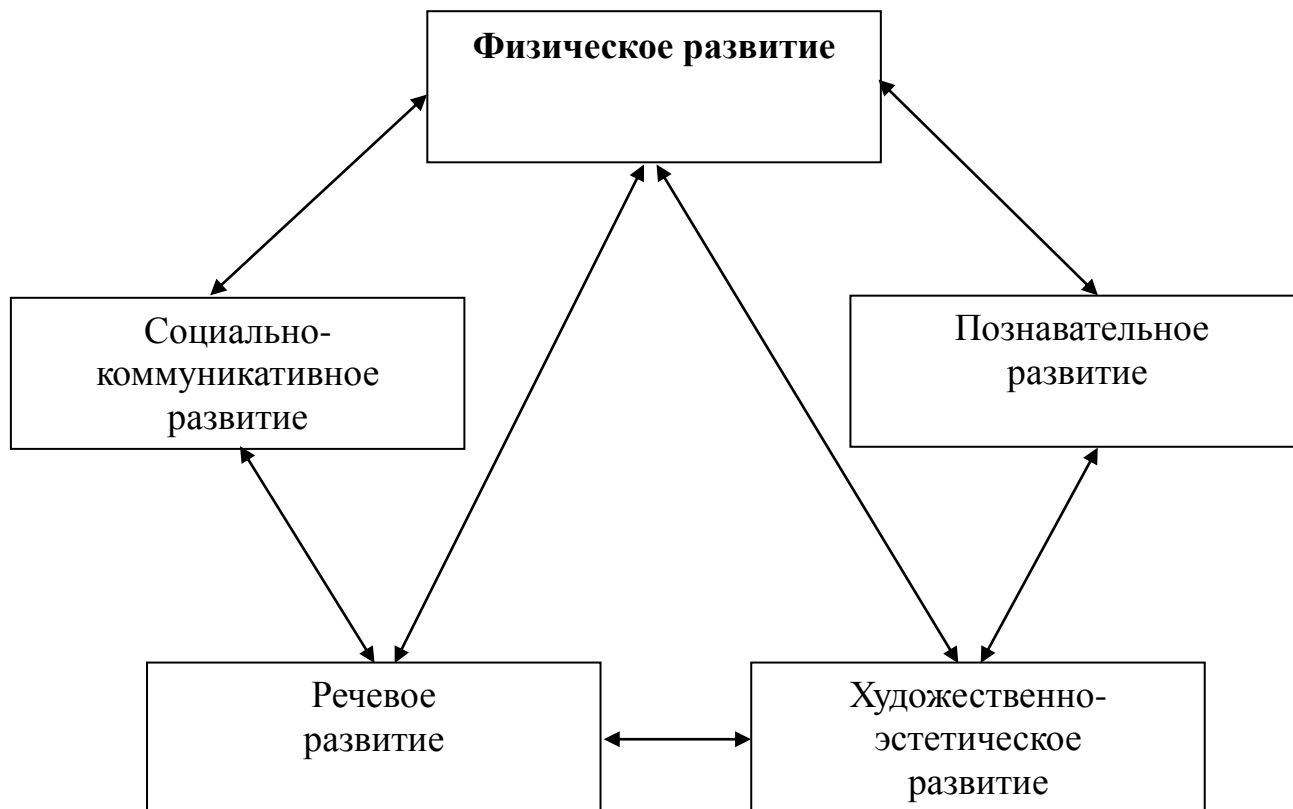 Физическое развитие
Социально-
коммуникативное
развитие
Познавательное
развитие
Речевое
развитие
Художественно-
эстетическое
развитие